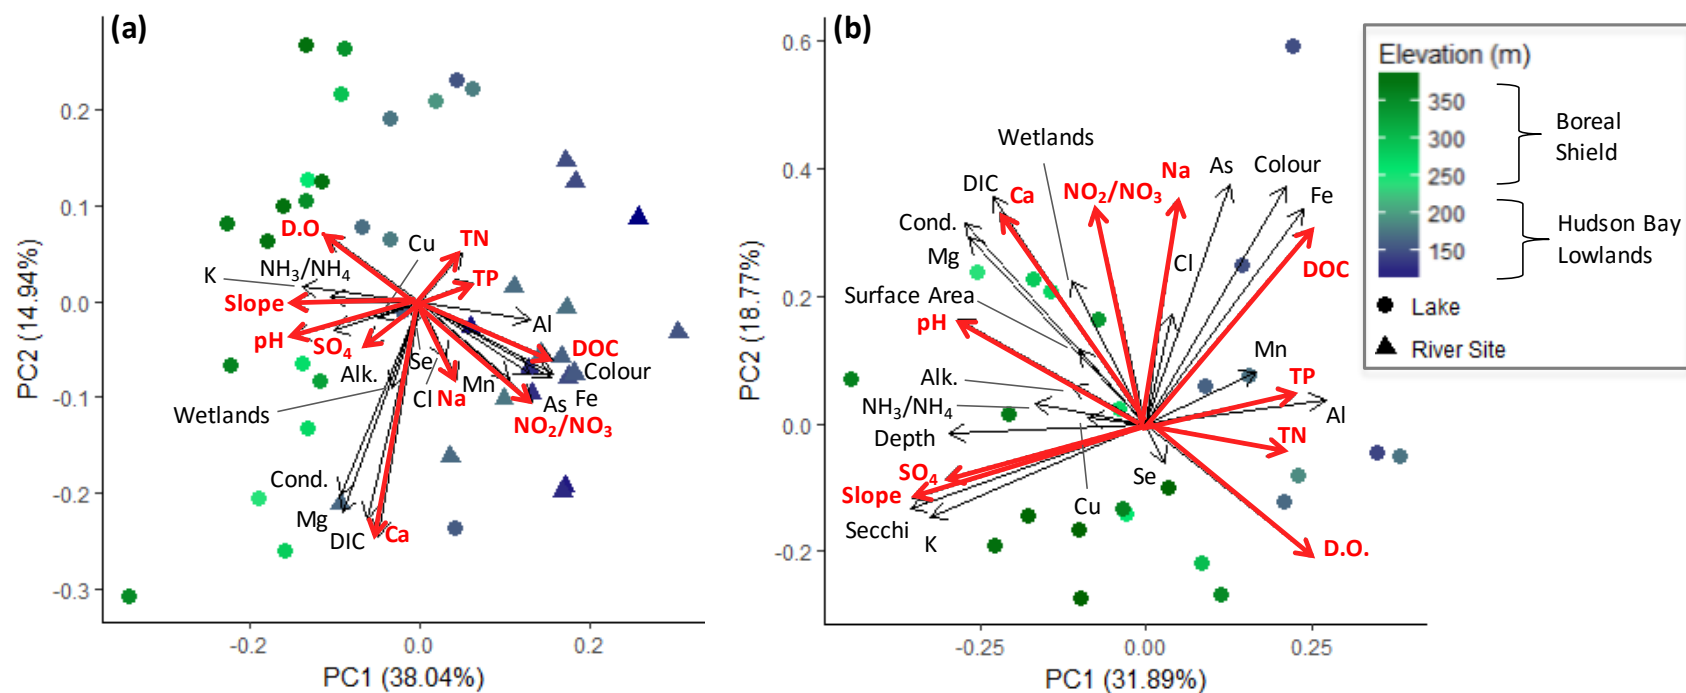 (a)
PC2 (14.94%)
0.2
0.1
0.0
-0.1
-0.2
-0.3
-0.2
0.0
0.2
PC1 (38.04%)
D.O.
TN
Cu
K
NH₃/NH₄
TP
Slope
Al
pH
SO₄
DOC
Se
Alk.
Colour
Mn
Cl
Na
As
Fe
Wetlands
NO₂/NO₃
Cond.
Mg
DIC
Ca
(b)
PC2 (18.77%)
0.6
0.4
0.2
0.0
-0.2
-0.25
0.00
0.25
PC1 (31.89%)
Wetlands
DIC
Ca
NO₂/NO₃
Na
As
Colour
Fe
Cond.
Mg
Cl
DOC
Surface Area
pH
Mn
Alk.
TP
NH₃/NH₄
Al
Depth
TN
SO₄
Se
Slope
Cu
Secchi
K
D.O.
Elevation (m)
350
300
250
200
150
Boreal
Shield
Hudson Bay
Lowlands
Lake
River Site